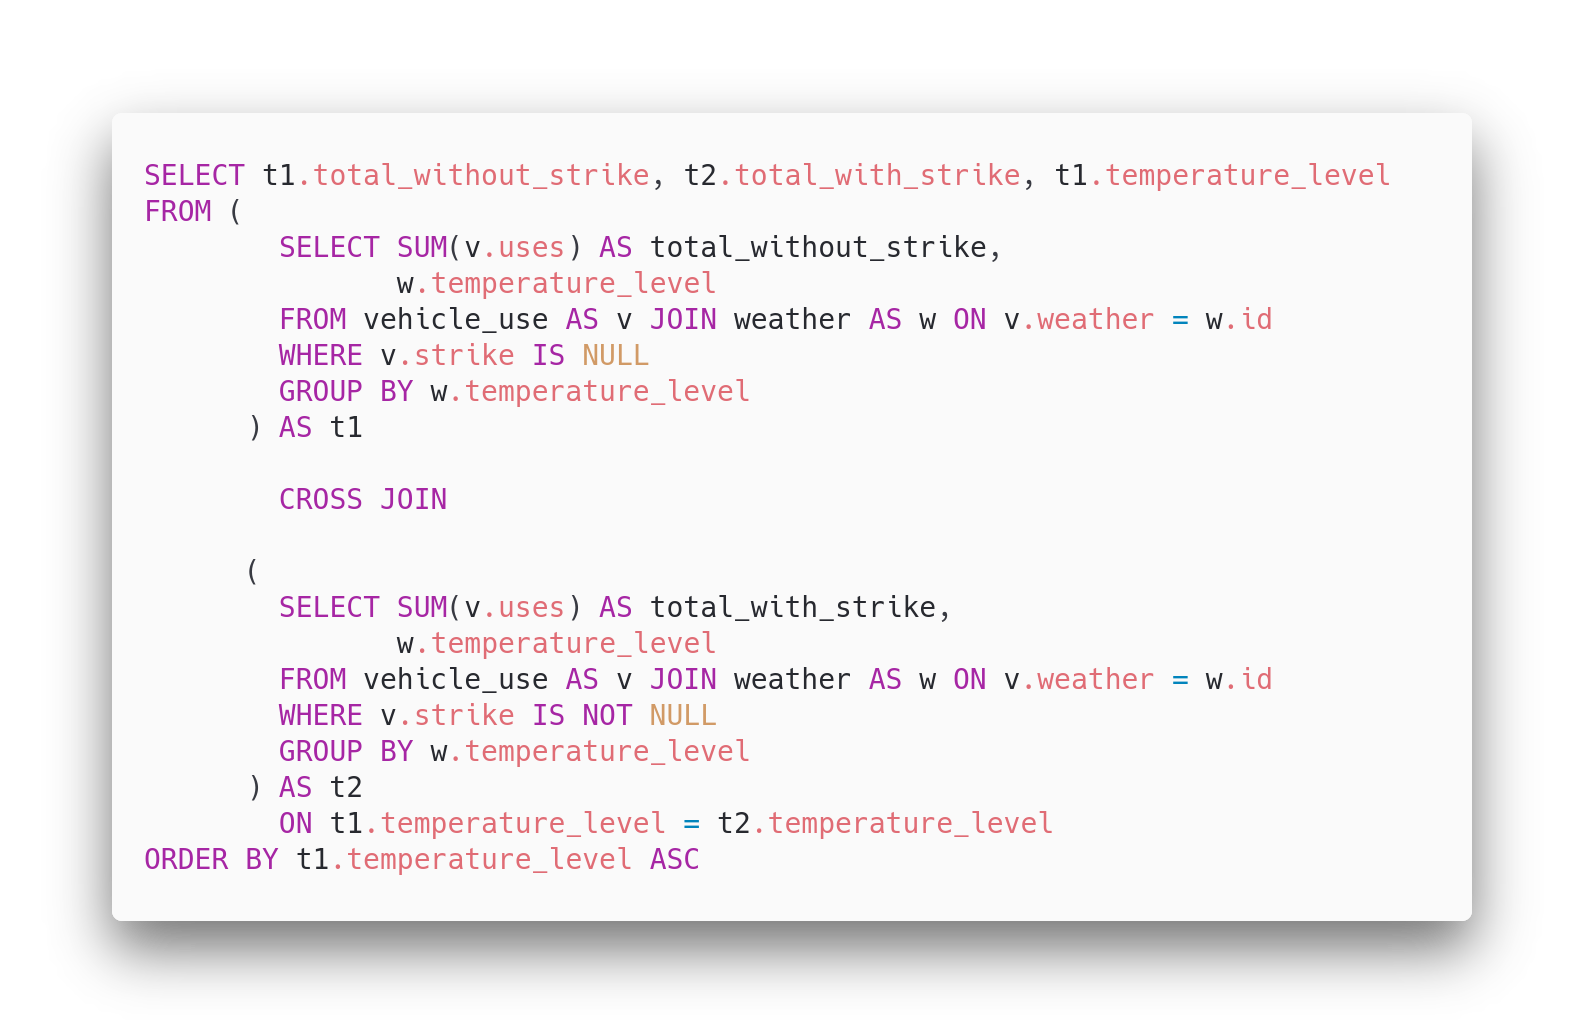 SELECT t1.total_without_strike, t2.total_with_strike, t1.temperature_level
FROM (
        SELECT SUM(v.uses) AS total_without_strike,
               w.temperature_level
        FROM vehicle_use AS v JOIN weather AS w ON v.weather = w.id
        WHERE v.strike IS NULL
        GROUP BY w.temperature_level
      ) AS t1
        CROSS JOIN
      (
        SELECT SUM(v.uses) AS total_with_strike,
               w.temperature_level
        FROM vehicle_use AS v JOIN weather AS w ON v.weather = w.id
        WHERE v.strike IS NOT NULL
        GROUP BY w.temperature_level
      ) AS t2
        ON t1.temperature_level = t2.temperature_level
ORDER BY t1.temperature_level ASC